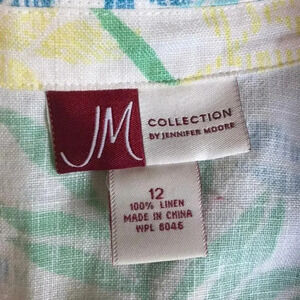 JM
COLLECTION
BY JENNIFER MOORE
12
100% LINEN
MADE IN CHINA
WPL 8046